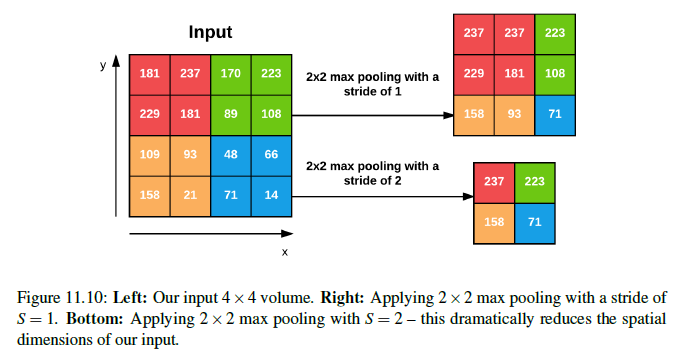 Input
y
181 237 170 223
229 181 89 108
109 93 48 66
158 21 71 14
x
2x2 max pooling with a
stride of 1
237 237 223
229 181 108
158 93 71
2x2 max pooling with a
stride of 2
237 223
158 71
Figure 11.10: Left: Our input 4 × 4 volume. Right: Applying 2 × 2 max pooling with a stride of
S = 1. Bottom: Applying 2 × 2 max pooling with S = 2 – this dramatically reduces the spatial
dimensions of our input.